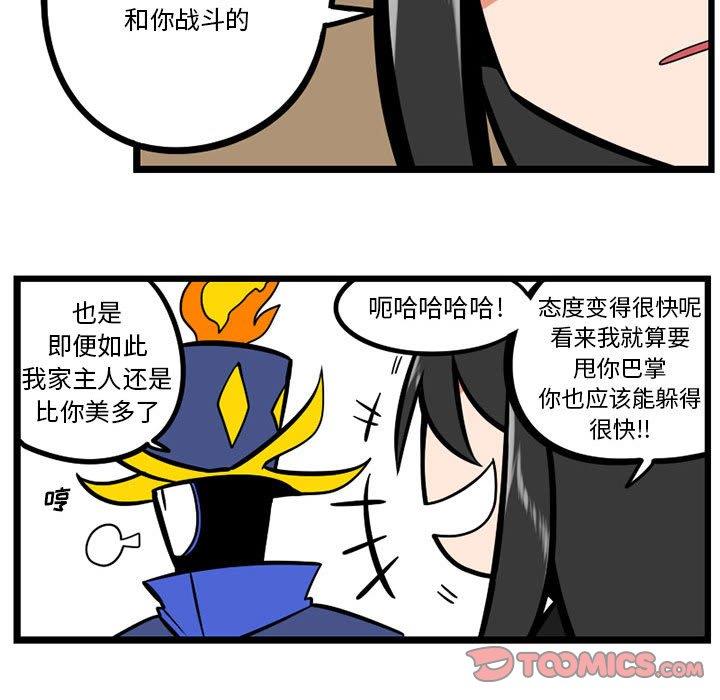 和你战斗的
也是
即便如此
我家主人还是
比你美多了
哼
呃哈哈哈哈!
态度变得很快呢
看来我就算要
甩你巴掌
你也应该能躲得
很快!!
TOOMICS.COM